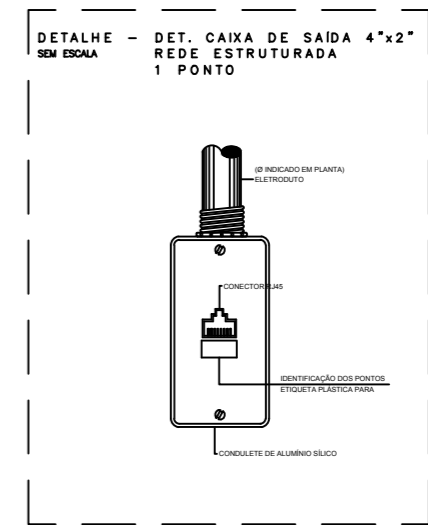 DETALHE - DET. CAIXA DE SAÍDA 4"x2"
SEM ESCALA REDE ESTRUTURADA
1 PONTO
(Ø INDICADO EM PLANTA)
ELETRODUTO
CONECTOR RJ45
IDENTIFICAÇÃO DOS PONTOS
ETIQUETA PLÁSTICA PARA
CONDULETE DE ALUMÍNIO SÍLICO